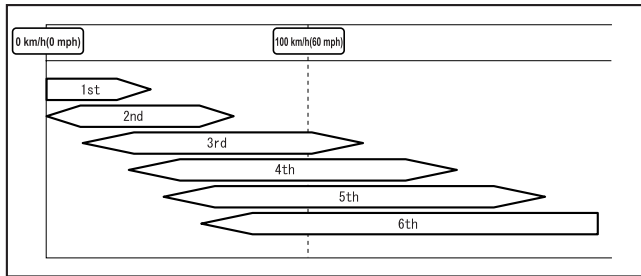 0 km/h(0 mph)
100 km/h(60 mph)
1st
2nd
3rd
4th
5th
6th